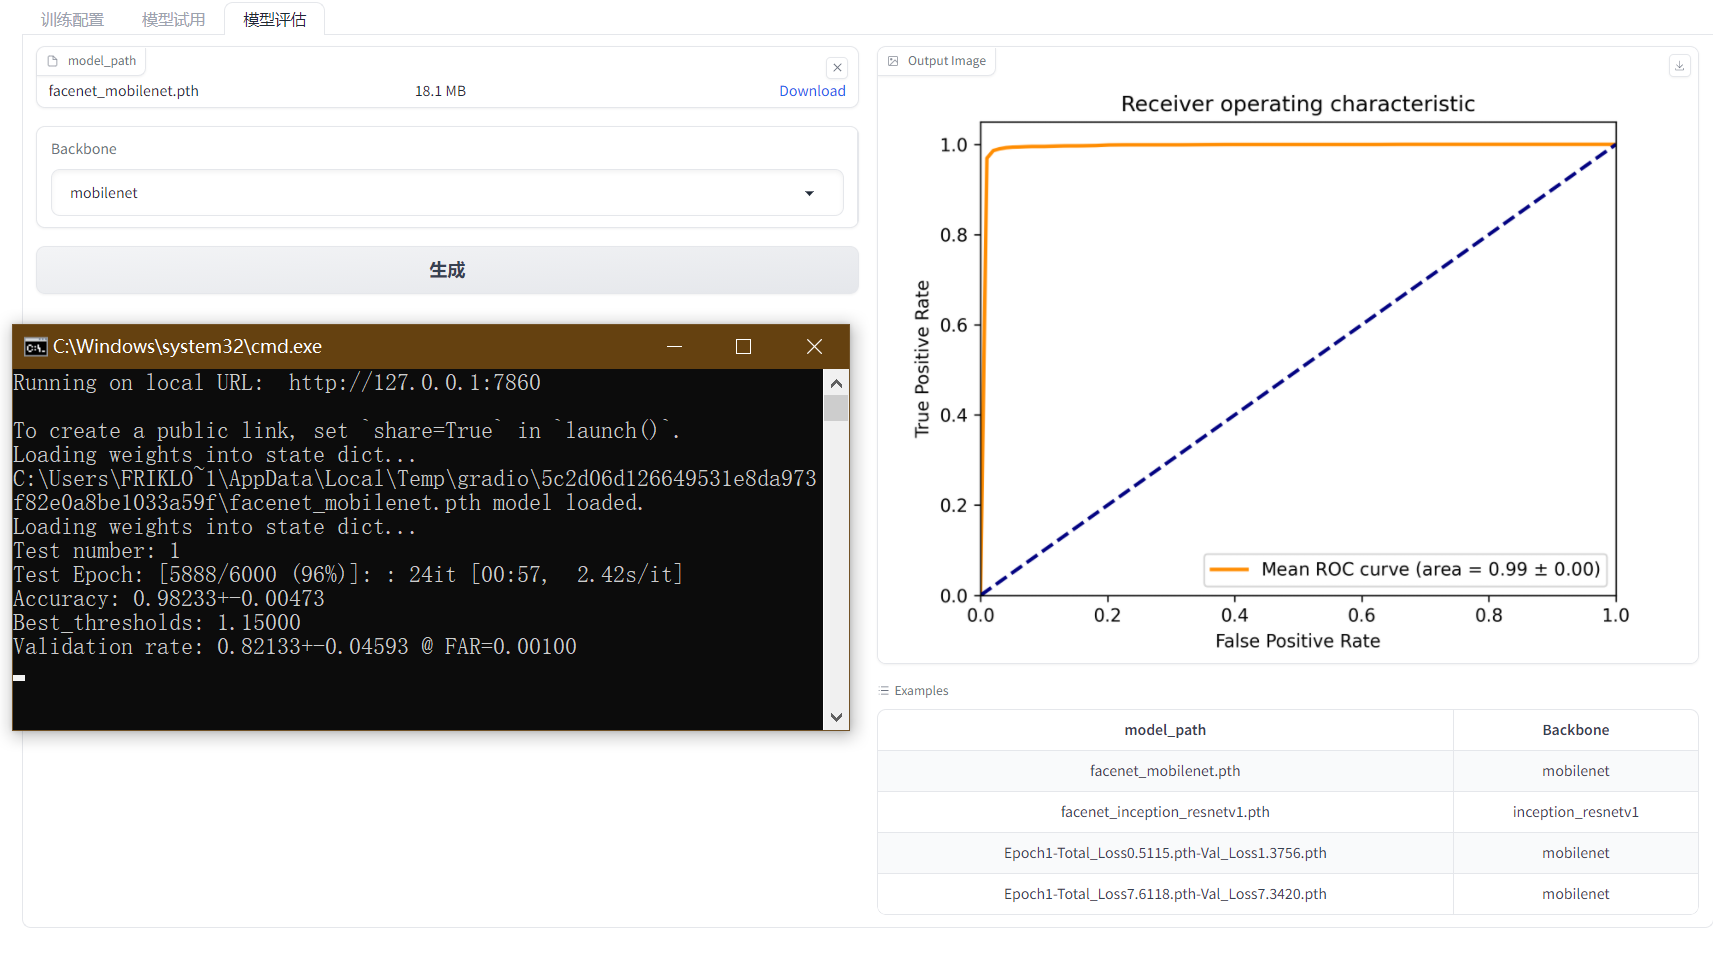 训练配置
模型试用
模型评估
model_path
facenet_mobilenet.pth 18.1 MB Download
Backbone
mobilenet
生成
C:\Windows\system32\cmd.exe
Running on local URL:  http://127.0.0.1:7860
To create a public link, set `share=True` in `launch()`.
Loading weights into state dict...
C:\Users\FRIKLO~1\AppData\Local\Temp\gradio\5c2d06d126649531e8da973
f82e0a8be1033a59f\facenet_mobilenet.pth model loaded.
Loading weights into state dict...
Test number: 1
Test Epoch: [5888/6000 (96%)]: : 24it [00:57,  2.42s/it]
Accuracy: 0.98233+-0.00473
Best_thresholds: 1.15000
Validation rate: 0.82133+-0.04593 @ FAR=0.00100
Output Image
Receiver operating characteristic
1.0
0.8
0.6
0.4
0.2
0.0
True Positive Rate
Mean ROC curve (area = 0.99 ± 0.00)
0.0 0.2 0.4 0.6 0.8 1.0
False Positive Rate
Examples
model_path Backbone
facenet_mobilenet.pth mobilenet
facenet_inception_resnetv1.pth inception_resnetv1
Epoch1-Total_Loss0.5115.pth-Val_Loss1.3756.pth mobilenet
Epoch1-Total_Loss7.6118.pth-Val_Loss7.3420.pth mobilenet